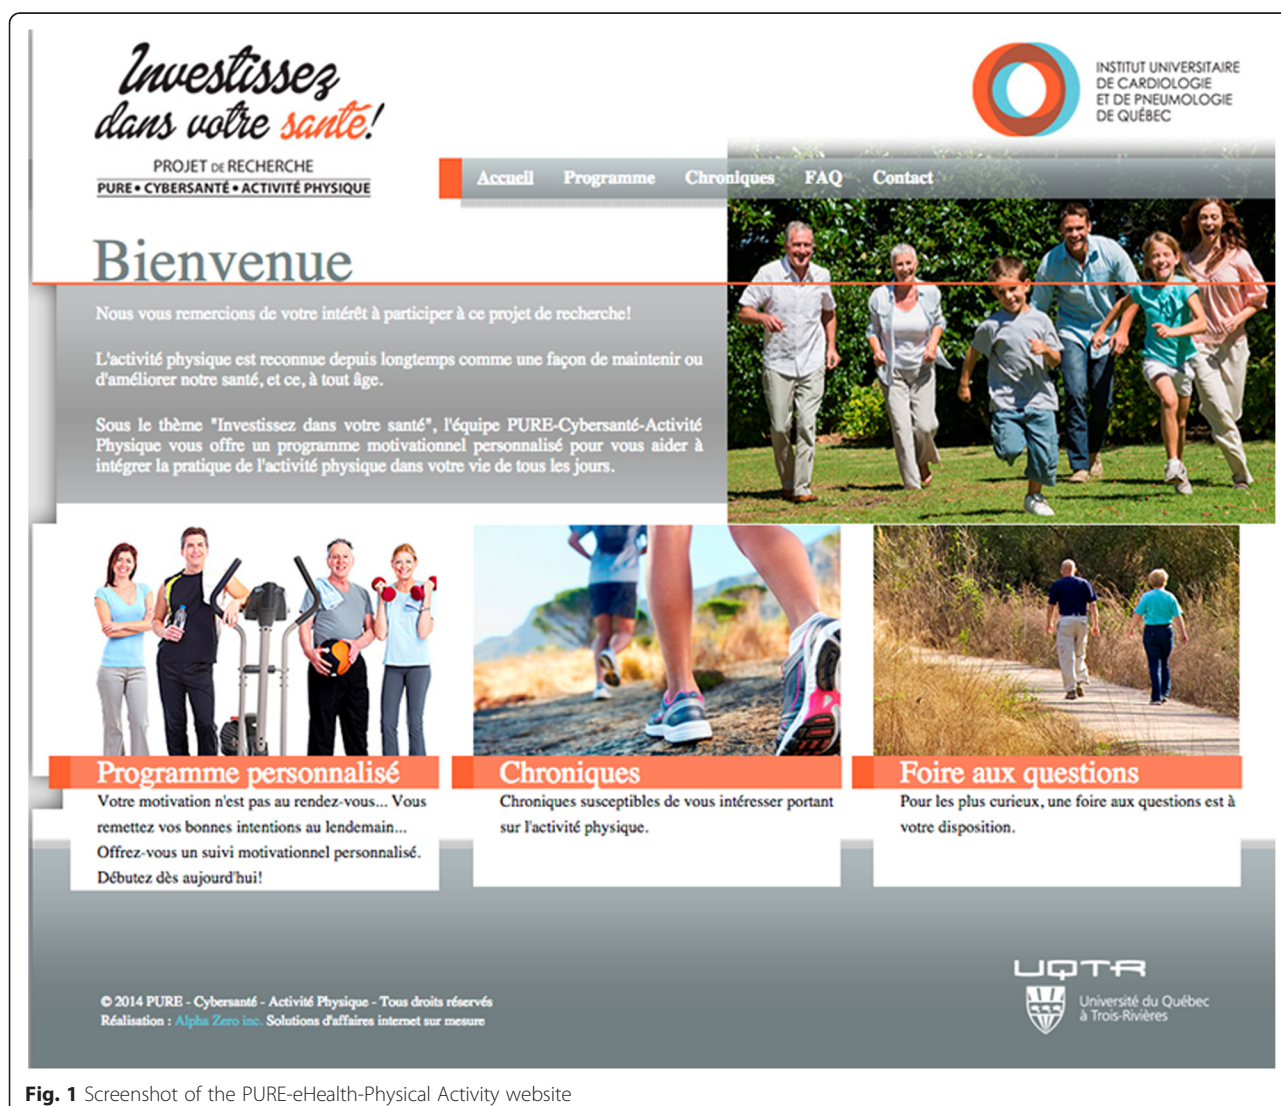 Investissez
dans votre santé!
PROJET DE RECHERCHE
PURE • CYBERSANTÉ • ACTIVITÉ PHYSIQUE
INSTITUT UNIVERSITAIRE
DE CARDIOLOGIE
ET DE PNEUMOLOGIE
DE QUÉBEC
Accueil Programme Chroniques FAQ Contact
Bienvenue
Nous vous remercions de votre intérêt à participer à ce projet de recherche!
L'activité physique est reconnue depuis longtemps comme une façon de maintenir ou
d'améliorer notre santé, et ce, à tout âge.
Sous le thème "Investissez dans votre santé", l'équipe PURE-Cybersanté-Activité
Physique vous offre un programme motivationnel personnalisé pour vous aider à
intégrer la pratique de l'activité physique dans votre vie de tous les jours.
Programme personnalisé
Votre motivation n'est pas au rendez-vous... Vous
remettez vos bonnes intentions au lendemain...
Offrez-vous un suivi motivationnel personnalisé.
Débutez dès aujourd'hui!
Chroniques
Chroniques susceptibles de vous intéresser portant
sur l'activité physique.
Foire aux questions
Pour les plus curieux, une foire aux questions est à
votre disposition.
© 2014 PURE - Cybersanté - Activité Physique - Tous droits réservés
Réalisation : Alpha Zero inc. Solutions d'affaires internet sur mesure
UQTR
Université du Québec
à Trois-Rivières
Fig. 1 Screenshot of the PURE-eHealth-Physical Activity website